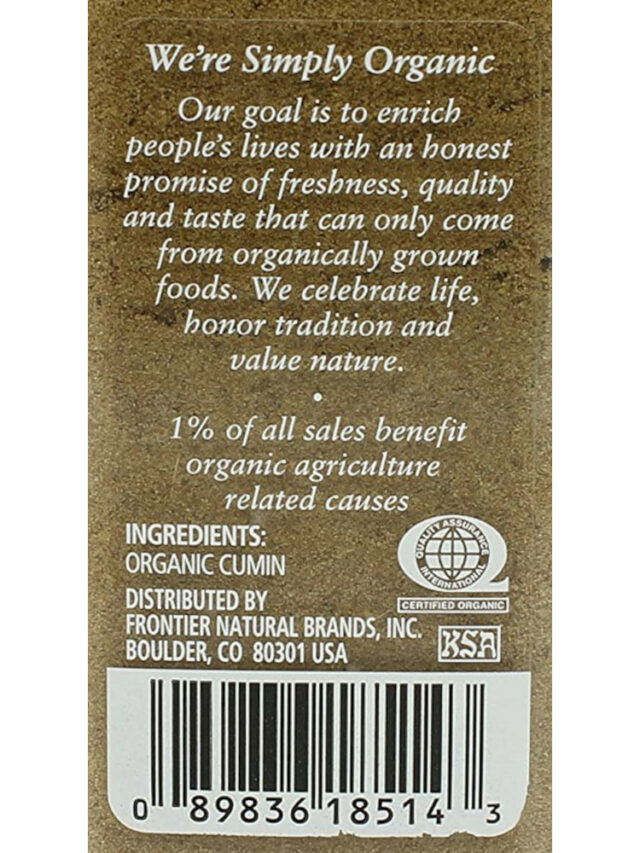 We're Simply Organic
Our goal is to enrich
people's lives with an honest
promise of freshness, quality
and taste that can only come
from organically grown
foods. We celebrate life,
honor tradition and
value nature.
•
1% of all sales benefit
organic agriculture
related causes
INGREDIENTS:
ORGANIC CUMIN
DISTRIBUTED BY
FRONTIER NATURAL BRANDS, INC.
BOULDER, CO 80301 USA
QUALITY ASSURANCE
INTERNATIONAL
CERTIFIED ORGANIC
KSA
0 89836 18514 3